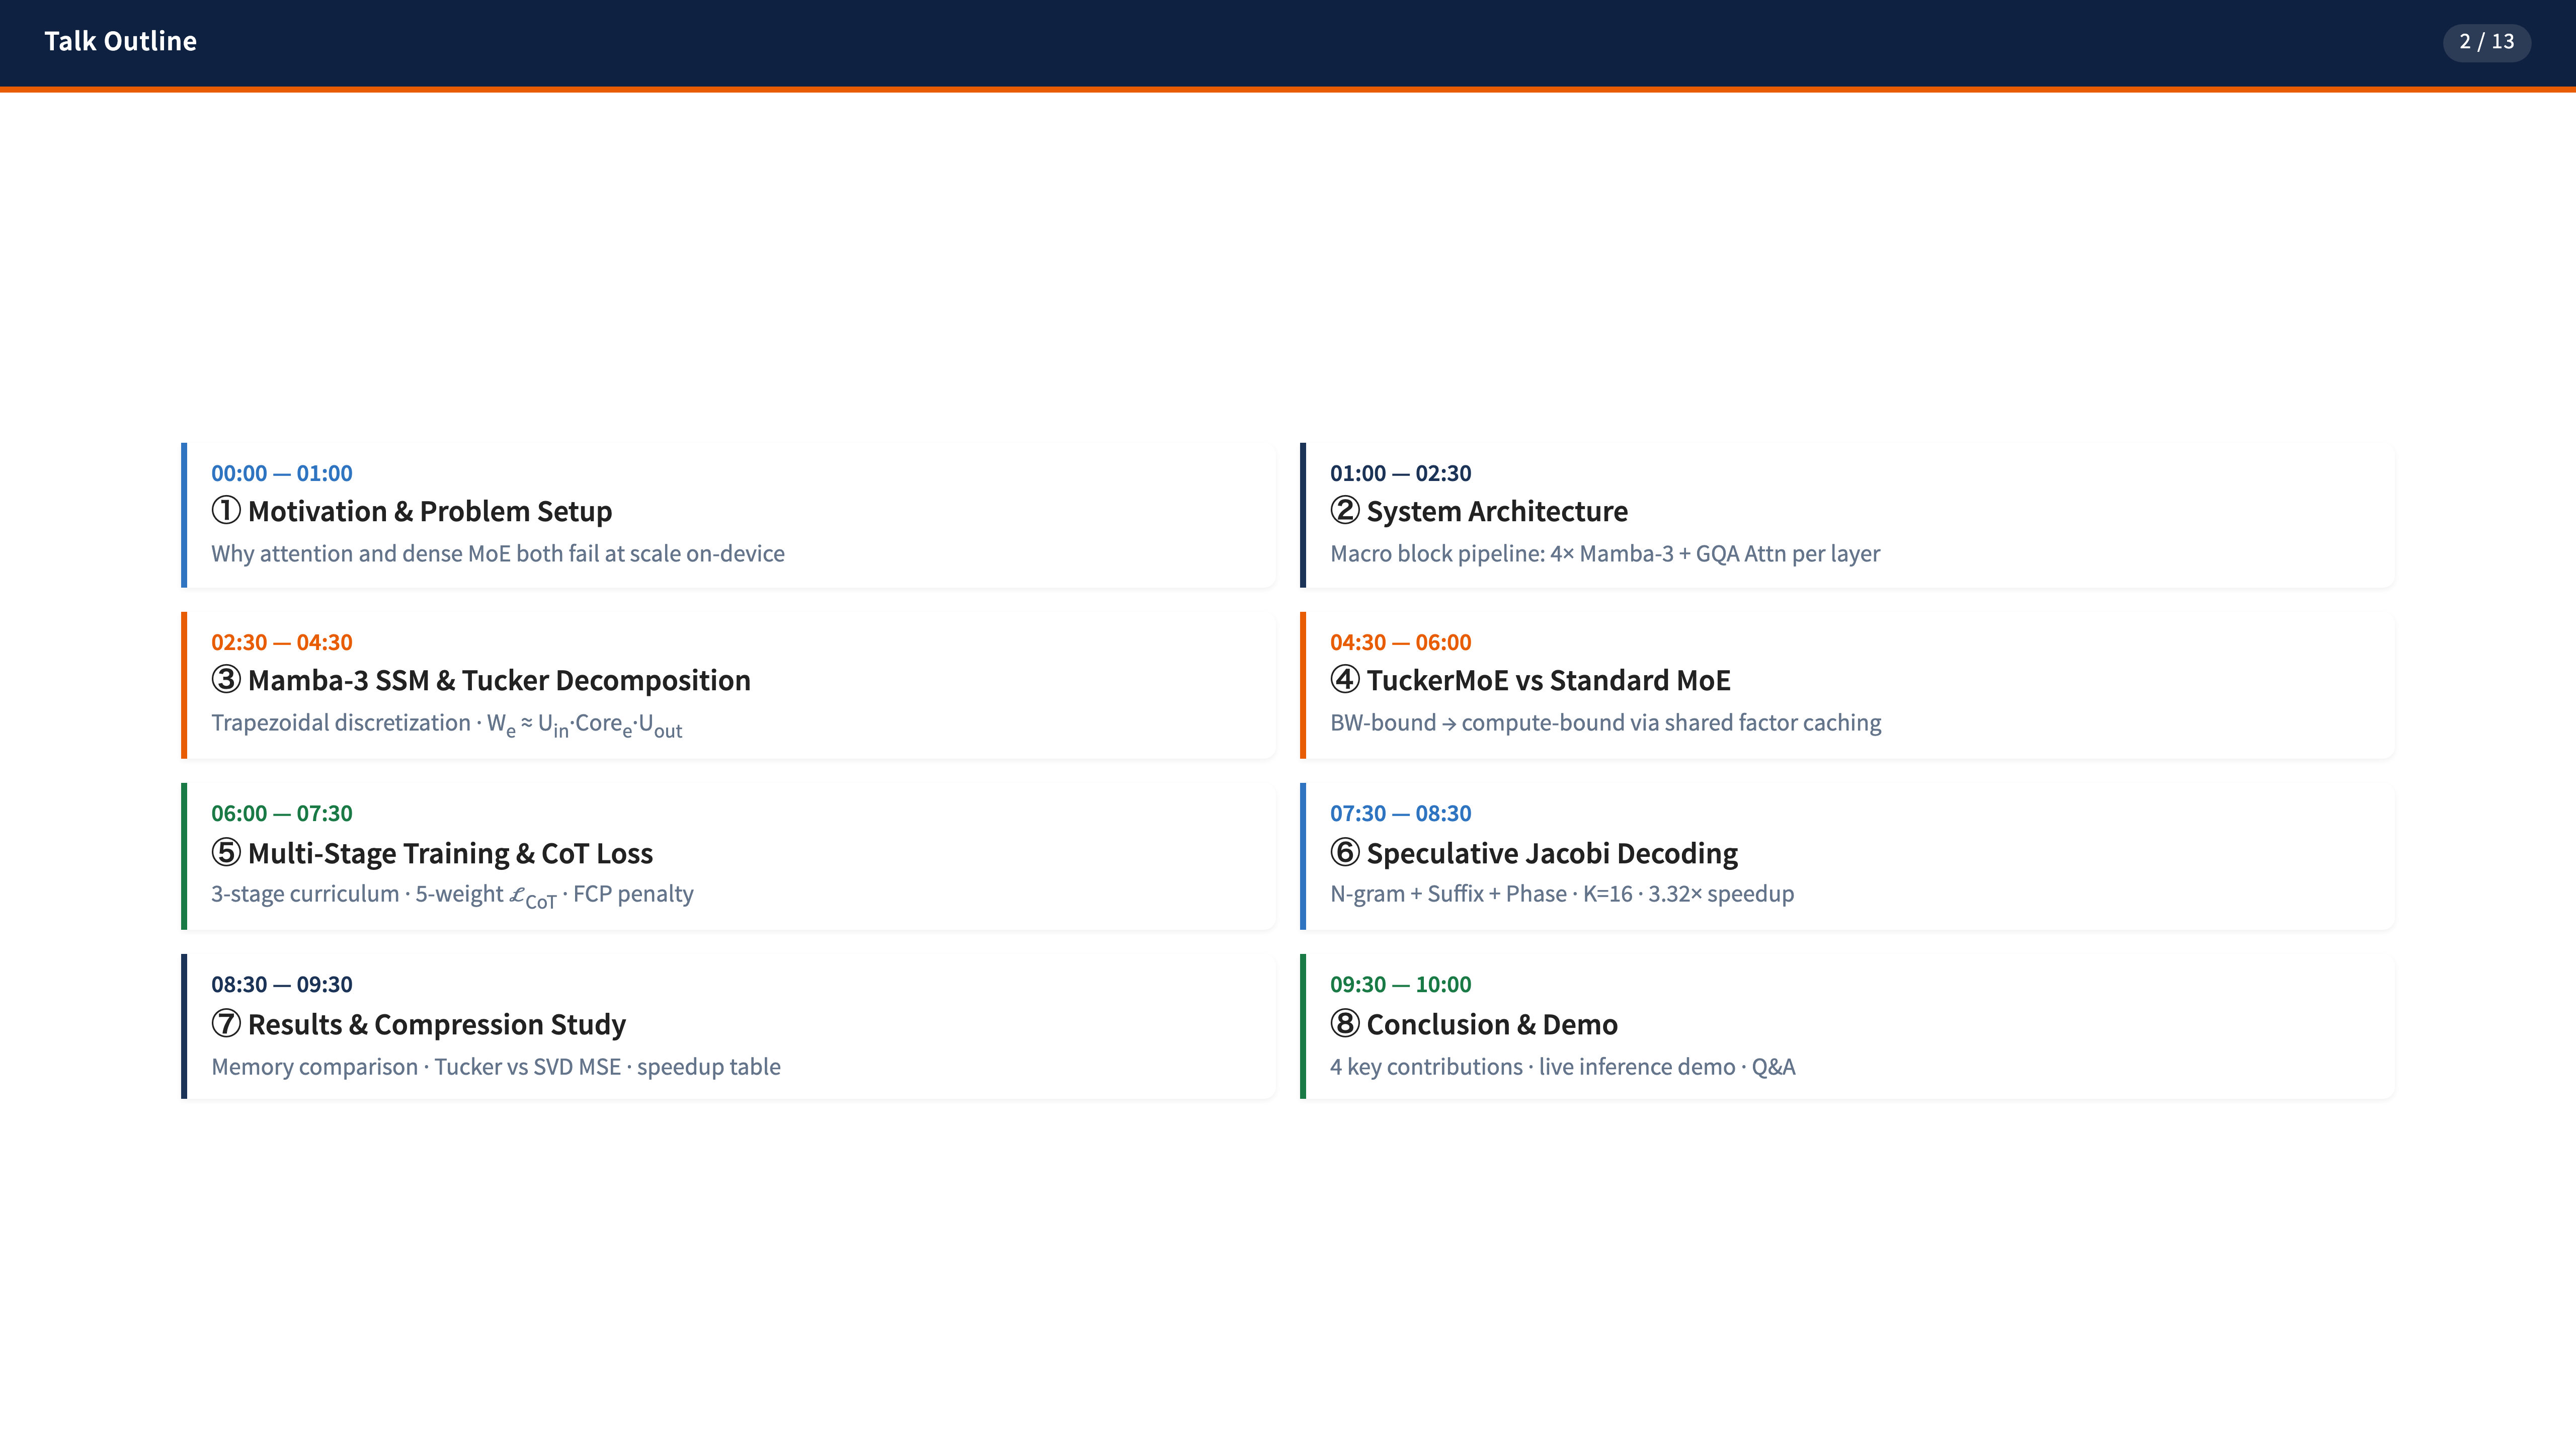 Talk Outline
2 / 13
00:00 — 01:00
① Motivation & Problem Setup
Why attention and dense MoE both fail at scale on-device
01:00 — 02:30
② System Architecture
Macro block pipeline: 4× Mamba-3 + GQA Attn per layer
02:30 — 04:30
③ Mamba-3 SSM & Tucker Decomposition
Trapezoidal discretization · Wₑ ≈ U_in·Coreₑ·U_out
04:30 — 06:00
④ TuckerMoE vs Standard MoE
BW-bound → compute-bound via shared factor caching
06:00 — 07:30
⑤ Multi-Stage Training & CoT Loss
3-stage curriculum · 5-weight ℒ_CoT · FCP penalty
07:30 — 08:30
⑥ Speculative Jacobi Decoding
N-gram + Suffix + Phase · K=16 · 3.32× speedup
08:30 — 09:30
⑦ Results & Compression Study
Memory comparison · Tucker vs SVD MSE · speedup table
09:30 — 10:00
⑧ Conclusion & Demo
4 key contributions · live inference demo · Q&A